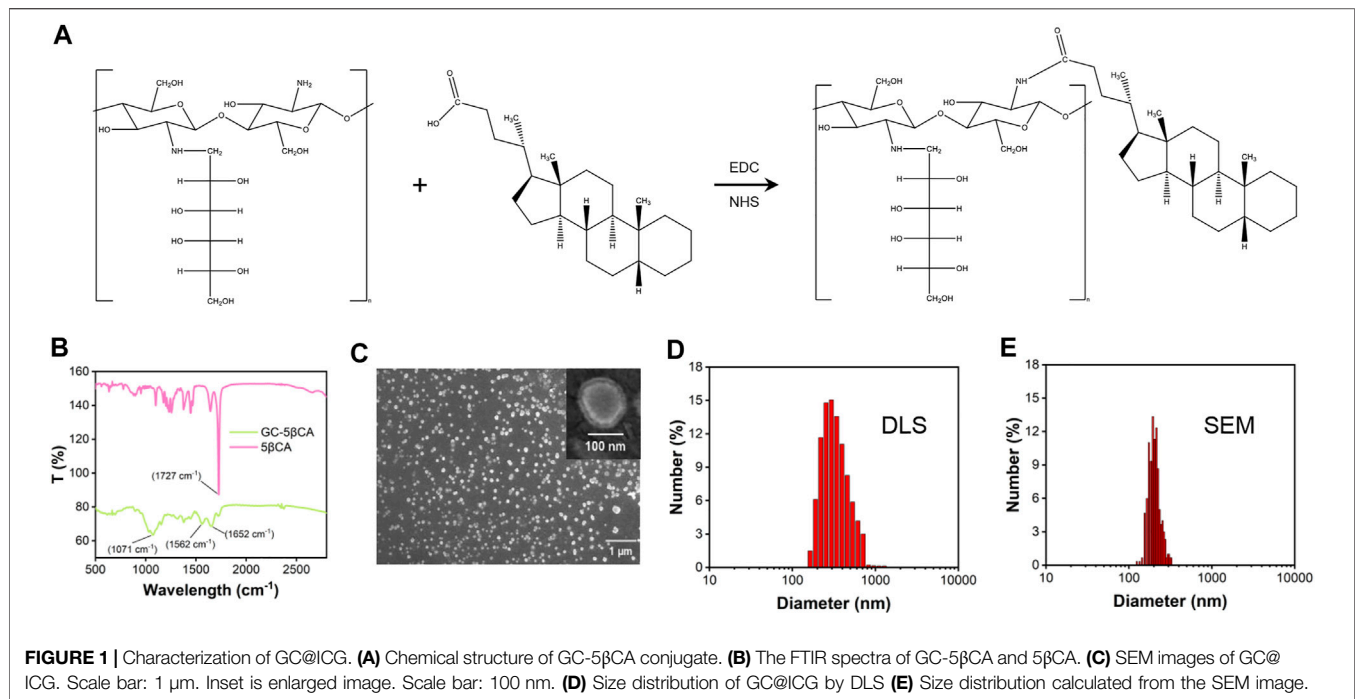 A
CH₂OH
HO
NH₂
O
O
O
O
HO
NH
CH₂
CH₂OH
H
OH
HO
H
HO
H
H
OH
CH₂OH
n
+
O
HO
H₃C
H₃C
CH₃
H
H
H
H
EDC
NHS
CH₂OH
HO
NH
O
O
O
O
O
HO
NH
CH₂
CH₂OH
H
OH
HO
H
HO
H
H
OH
CH₂OH
n
H₃C
H₃C
CH₃
H
H
H
H
B
160
140
120
100
80
60
T (%)
GC-5βCA
5βCA
(1727 cm⁻¹)
(1071 cm⁻¹)
(1562 cm⁻¹)
(1652 cm⁻¹)
500 1000 1500 2000 2500
Wavelength (cm⁻¹)
C
100 nm
1 μm
D
18
15
12
9
6
3
0
Number (%)
DLS
10 100 1000 10000
Diameter (nm)
E
18
15
12
9
6
3
0
Number (%)
SEM
10 100 1000 10000
Diameter (nm)
FIGURE 1 | Characterization of GC@ICG. (A) Chemical structure of GC-5βCA conjugate. (B) The FTIR spectra of GC-5βCA and 5βCA. (C) SEM images of GC@
ICG. Scale bar: 1 μm. Inset is enlarged image. Scale bar: 100 nm. (D) Size distribution of GC@ICG by DLS (E) Size distribution calculated from the SEM image.